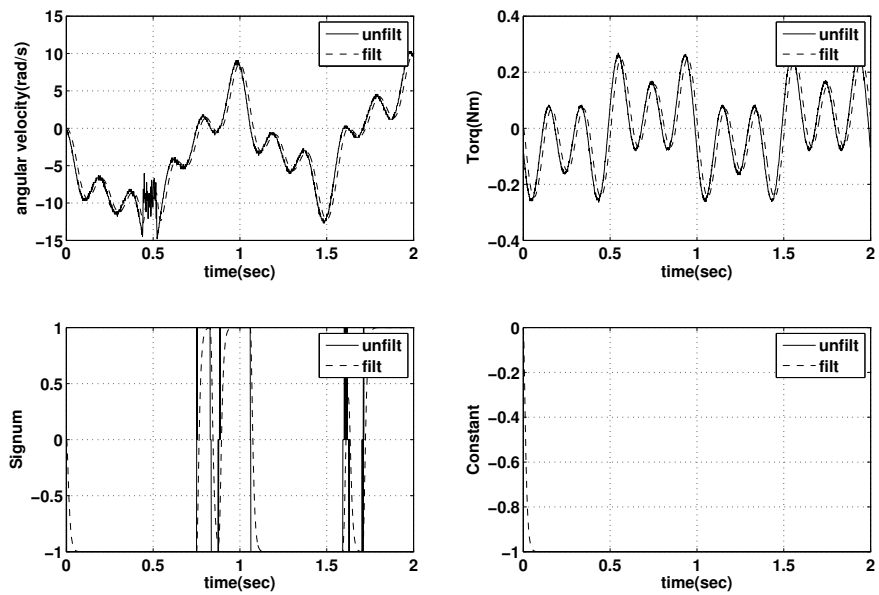 angular velocity(rad/s)
15
10
5
0
−5
−10
−15
unfilt
filt
0
0.5
1
1.5
2
time(sec)
Torq(Nm)
0.4
0.2
0
−0.2
−0.4
unfilt
filt
0
0.5
1
1.5
2
time(sec)
Signum
1
0.5
0
−0.5
−1
unfilt
filt
0
0.5
1
1.5
2
time(sec)
Constant
0
−0.2
−0.4
−0.6
−0.8
−1
unfilt
filt
0
0.5
1
1.5
2
time(sec)